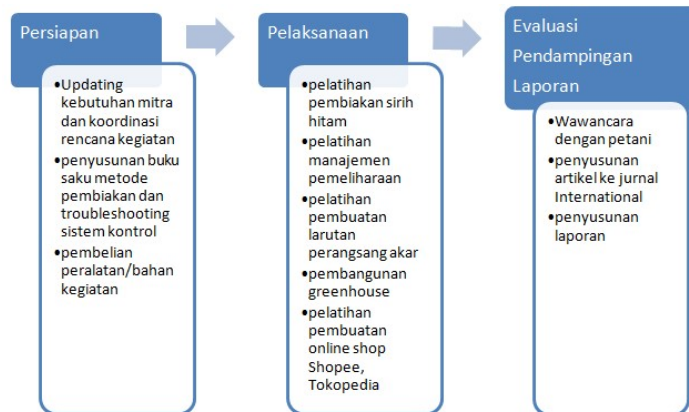 Persiapan
•Updating
kebutuhan mitra
dan koordinasi
rencana kegiatan
•penyusunan buku
saku metode
pembiakan dan
troubleshooting
sistem kontrol
•pembelian
peralatan/bahan
kegiatan
Pelaksanaan
•pelatihan
pembiakan sirih
hitam
•pelatihan
manajemen
pemeliharaan
•pelatihan
pembuatan
larutan
perangsang akar
•pembangunan
greenhouse
•pelatihan
pembuatan
online shop
Shopee,
Tokopedia
Evaluasi
Pendampingan
Laporan
•Wawancara
dengan petani
•penyusunan
artikel ke jurnal
International
•penyusunan
laporan